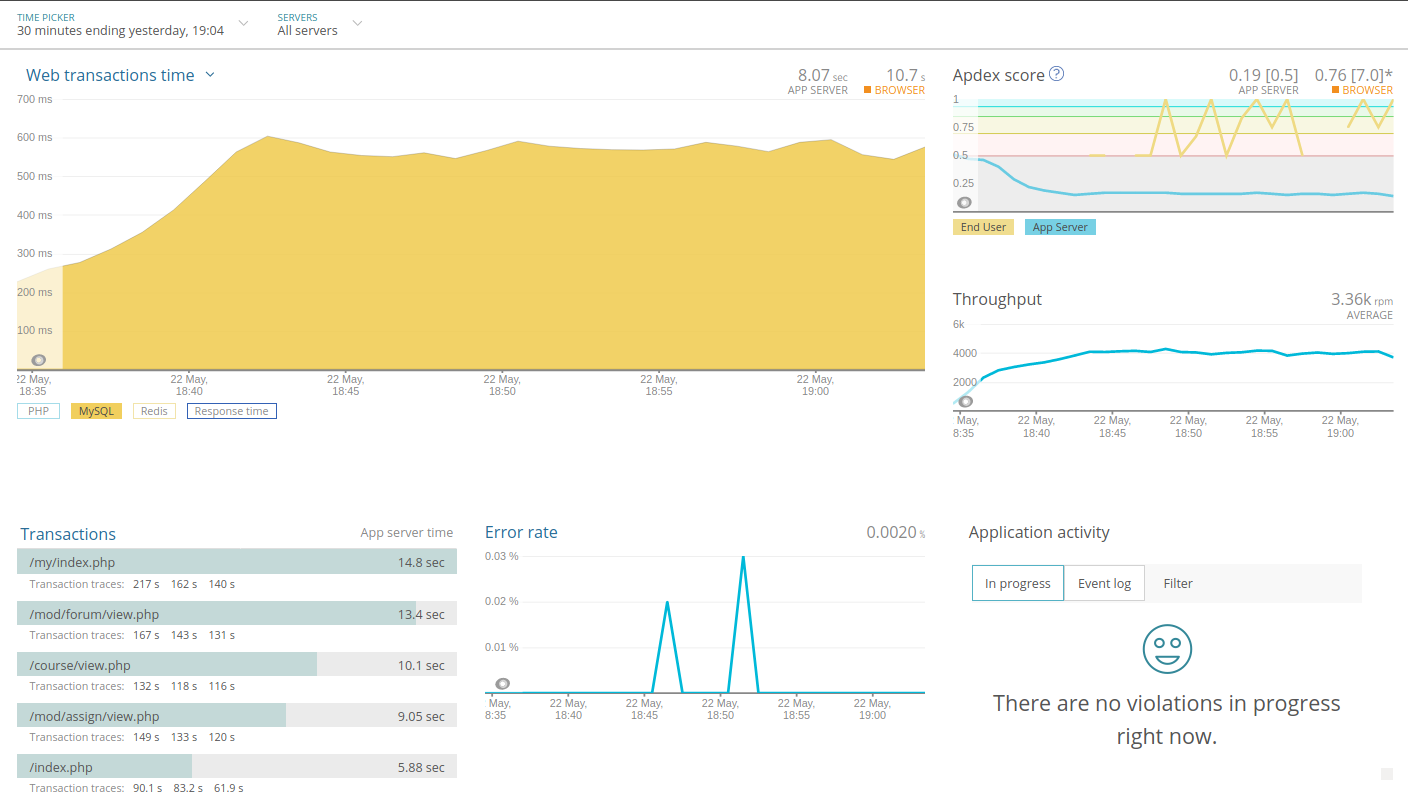 TIME PICKER
30 minutes ending yesterday, 19:04
SERVERS
All servers
Web transactions time
8.07 sec
APP SERVER
10.7 s
BROWSER
700 ms
600 ms
500 ms
400 ms
300 ms
200 ms
100 ms
22 May,
18:35
22 May,
18:40
22 May,
18:45
22 May,
18:50
22 May,
18:55
22 May,
19:00
PHP
MySQL
Redis
Response time
Apdex score ?
0.19 [0.5]
APP SERVER
0.76 [7.0]*
BROWSER
1
0.75
0.5
0.25
End User
App Server
Throughput
3.36k rpm
AVERAGE
6k
4000
2000
May,
8:35
22 May,
18:40
22 May,
18:45
22 May,
18:50
22 May,
18:55
22 May,
19:00
Transactions
App server time
/my/index.php 14.8 sec
Transaction traces: 217 s 162 s 140 s
/mod/forum/view.php 13.4 sec
Transaction traces: 167 s 143 s 131 s
/course/view.php 10.1 sec
Transaction traces: 132 s 118 s 116 s
/mod/assign/view.php 9.05 sec
Transaction traces: 149 s 133 s 120 s
/index.php 5.88 sec
Transaction traces: 90.1 s 83.2 s 61.9 s
Error rate
0.0020 %
0.03 %
0.02 %
0.01 %
May,
8:35
22 May,
18:40
22 May,
18:45
22 May,
18:50
22 May,
18:55
22 May,
19:00
Application activity
In progress
Event log
Filter
There are no violations in progress
right now.